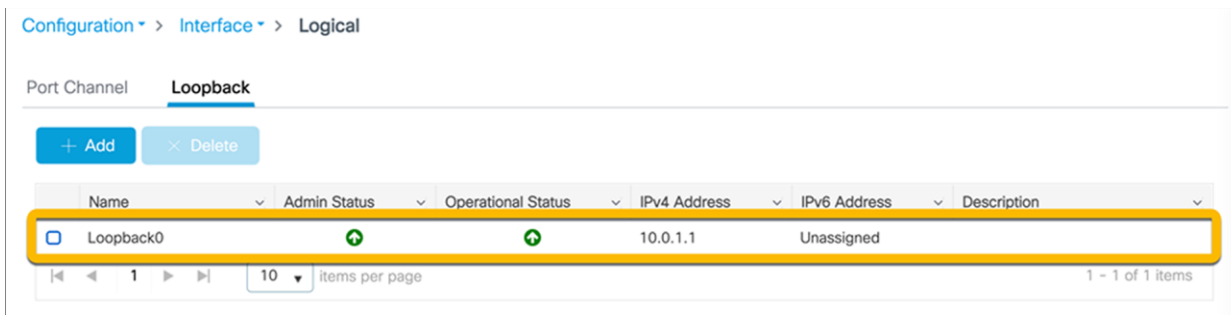 Configuration > Interface > Logical
Port Channel Loopback
+ Add × Delete
Name Admin Status Operational Status IPv4 Address IPv6 Address Description
Loopback0 10.0.1.1 Unassigned
1 10 items per page 1 - 1 of 1 items